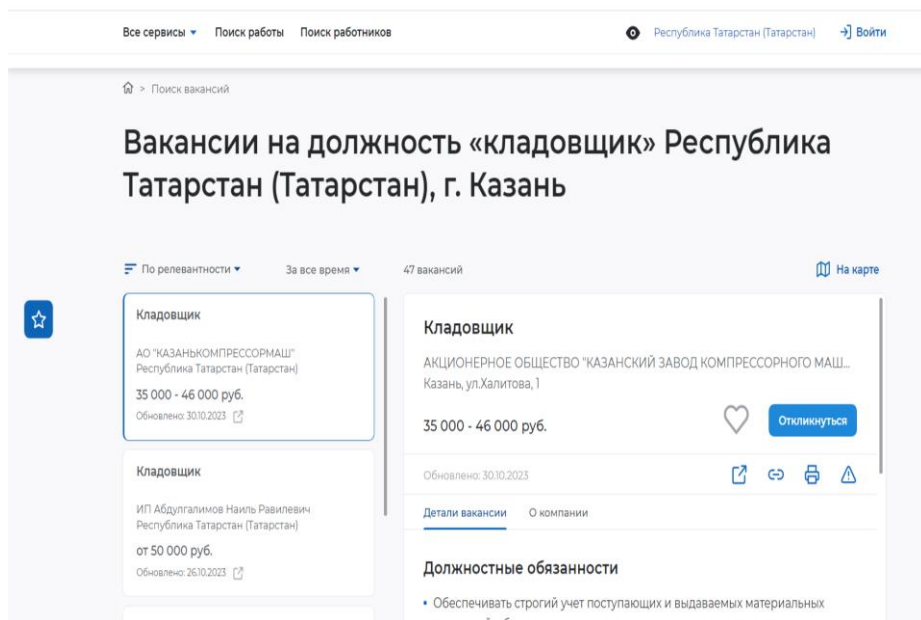 Все сервисы Поиск работы Поиск работников Республика Татарстан (Татарстан) Войти
> Поиск вакансий
Вакансии на должность «кладовщик» Республика
Татарстан (Татарстан), г. Казань
По релевантности За все время 47 вакансий На карте
Кладовщик
АО "КАЗАНЬКОМПРЕССОРМАШ"
Республика Татарстан (Татарстан)
35 000 - 46 000 руб.
Обновлено: 30.10.2023
Кладовщик
ИП Абдулгалимов Наиль Равилевич
Республика Татарстан (Татарстан)
от 50 000 руб.
Обновлено: 26.10.2023
Кладовщик
АКЦИОНЕРНОЕ ОБЩЕСТВО "КАЗАНСКИЙ ЗАВОД КОМПРЕССОРНОГО МАШ...
Казань, ул.Халитова, 1
35 000 - 46 000 руб. Откликнуться
Обновлено: 30.10.2023
Детали вакансии О компании
Должностные обязанности
• Обеспечивать строгий учет поступающих и выдаваемых материальных